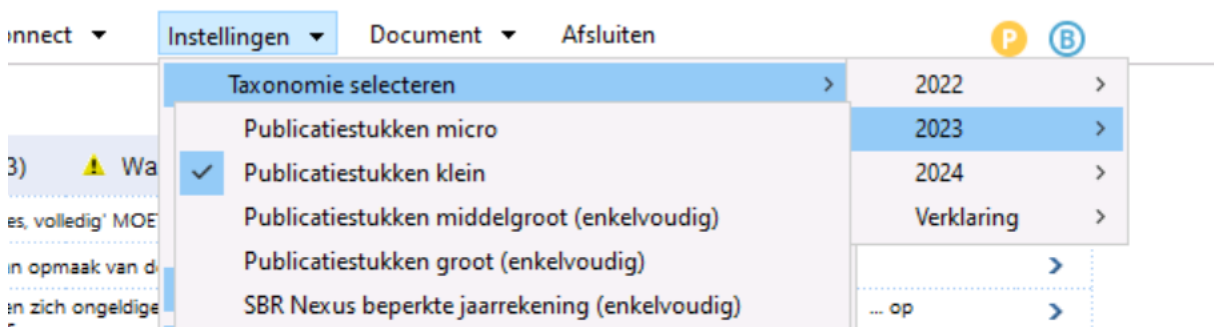 onnect Instellingen Document Afsluiten P B
Taxonomie selecteren 2022
Publicatiestukken micro 2023
3) Wa Publicatiestukken klein 2024
es, volledig' MOE Publicatiestukken middelgroot (enkelvoudig) Verklaring
n opmaak van d Publicatiestukken groot (enkelvoudig)
en zich ongeldige SBR Nexus beperkte jaarrekening (enkelvoudig) ... op